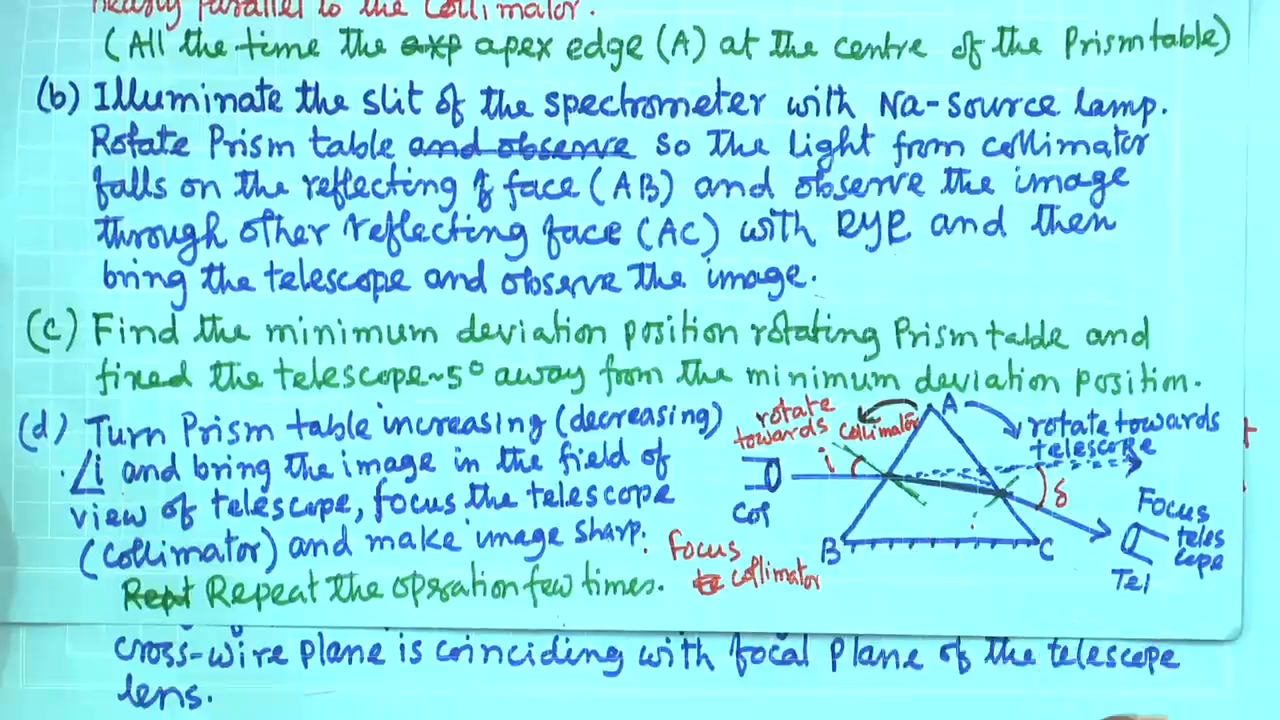 nearly parallel to the Collimator.
(All the time the axp apex edge (A) at the centre of the Prism table)
(b) Illuminate the slit of the spectrometer with Na-source lamp.
Rotate Prism table and observe so the light from collimator
falls on the reflecting face (AB) and observe the image
through other reflecting face (AC) with EYE and then
bring the telescope and observe the image.
(c) Find the minimum deviation position rotating Prism table and
fixed the telescope ~5° away from the minimum deviation position.
(d) Turn Prism table increasing (decreasing)
∠i and bring the image in the field of
view of telescope, focus the telescope
(collimator) and make image sharp.
Rept Repeat the operation few times.
rotate
towards collimator
A
rotate towards
telescope
i
δ
Col
B
C
Focus
teles
cope
Tel
Focus
collimator
cross-wire plane is coinciding with focal plane of the telescope
lens.